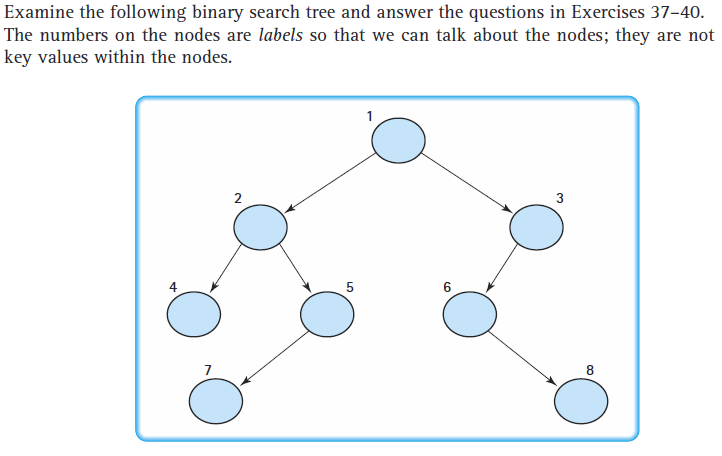 Examine the following binary search tree and answer the questions in Exercises 37–40.
The numbers on the nodes are labels so that we can talk about the nodes; they are not
key values within the nodes.
1
2
3
4
5
6
7
8